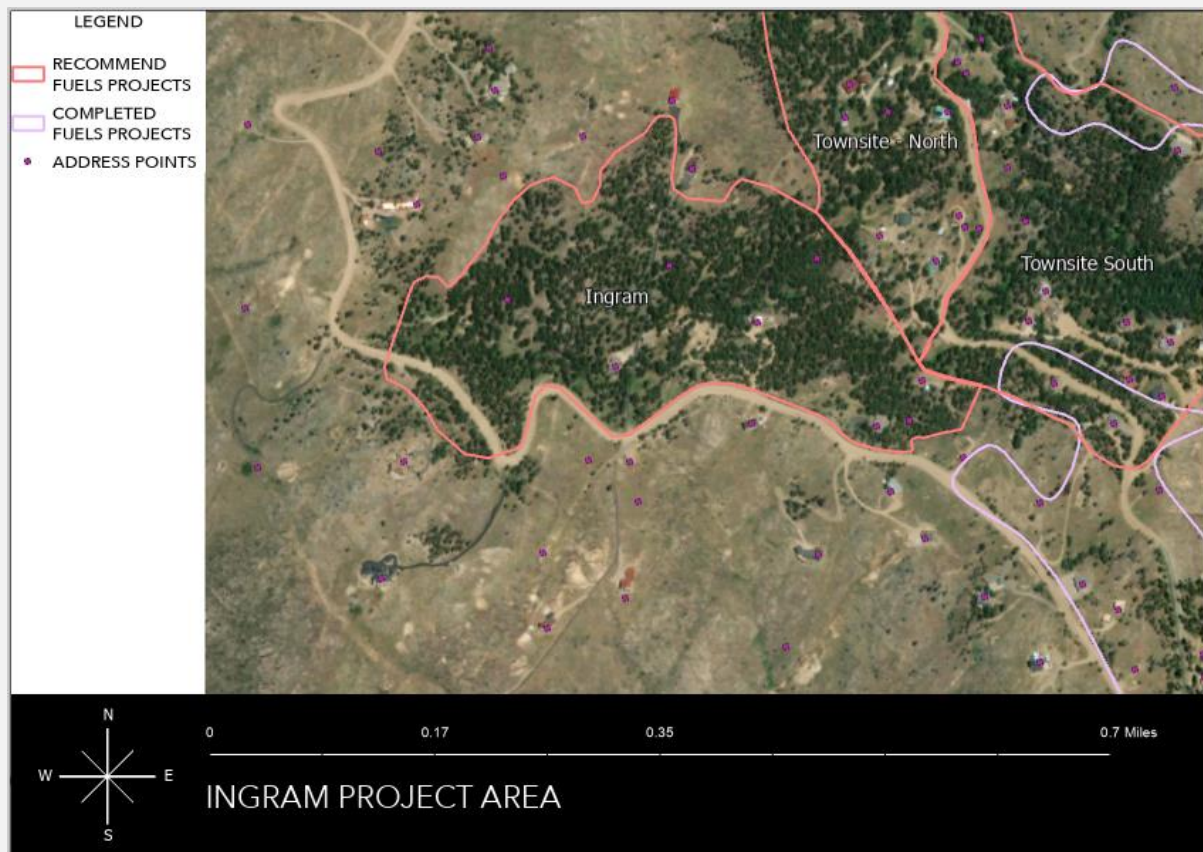 LEGEND
RECOMMEND
FUELS PROJECTS
COMPLETED
FUELS PROJECTS
ADDRESS POINTS
Townsite - North
Townsite South
Ingram
N
W E
S
0 0.17 0.35 0.7 Miles
INGRAM PROJECT AREA